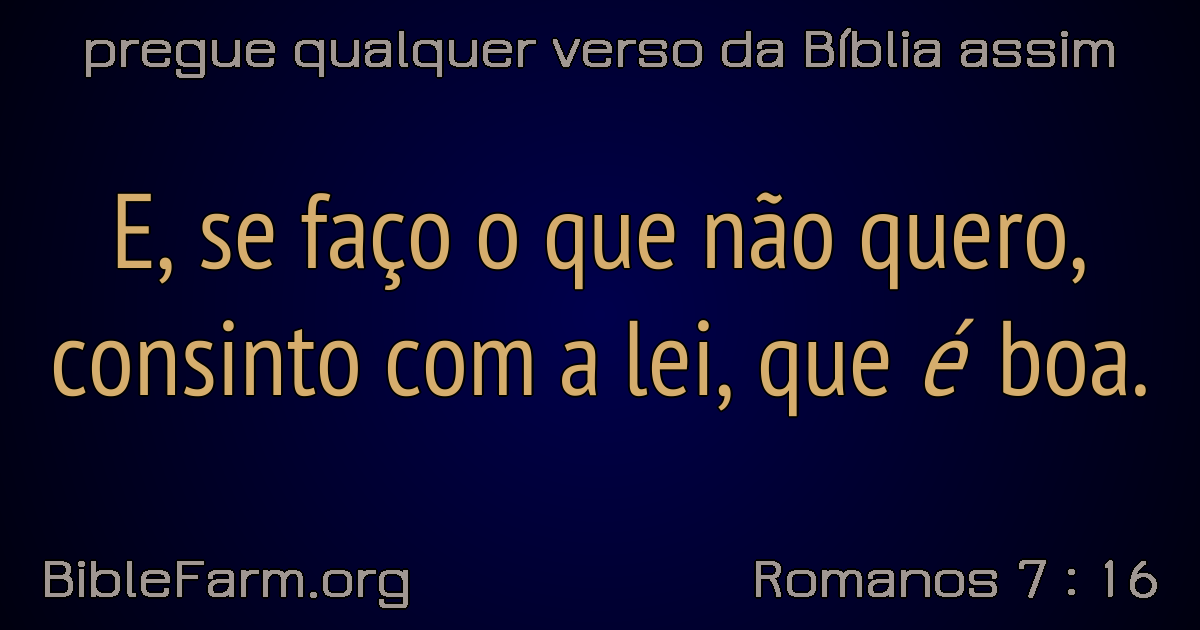 pregue qualquer verso da Bíblia assim
E, se faço o que não quero,
consinto com a lei, que é boa.
BibleFarm.org
Romanos 7 : 16